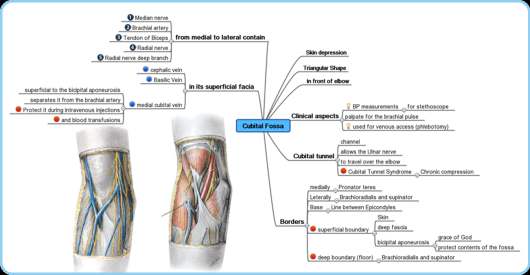 1 Median nerve
2 Brachial artery
3 Tendon of Biceps
4 Radial nerve
5 Radial nerve deep branch
from medial to lateral contain
cephalic vein
Basilic Vein
superficial to the bicipital aponeurosis
separates it from the brachial artery
Protect it during intravenous injections
and blood transfusions
medial cubital vein
in its superficial facia
Cubital Fossa
Skin depression
Triangular Shape
in front of elbow
Clinical aspects
BP measurements
for stethoscope
palpate for the brachial pulse
used for venous access (phlebotomy)
Cubital tunnel
channel
allows the Ulnar nerve
to travel over the elbow
Cubital Tunnel Syndrome
Chronic compression
Borders
medially
Pronator teres
Leterally
Brachioradialis and supinator
Base
Line between Epicondyles
superficial boundary
Skin
deep fascia
bicipital aponeurosis
grace of God
protect contents of the fossa
deep boundary (floor)
Brachioradialis and supinator